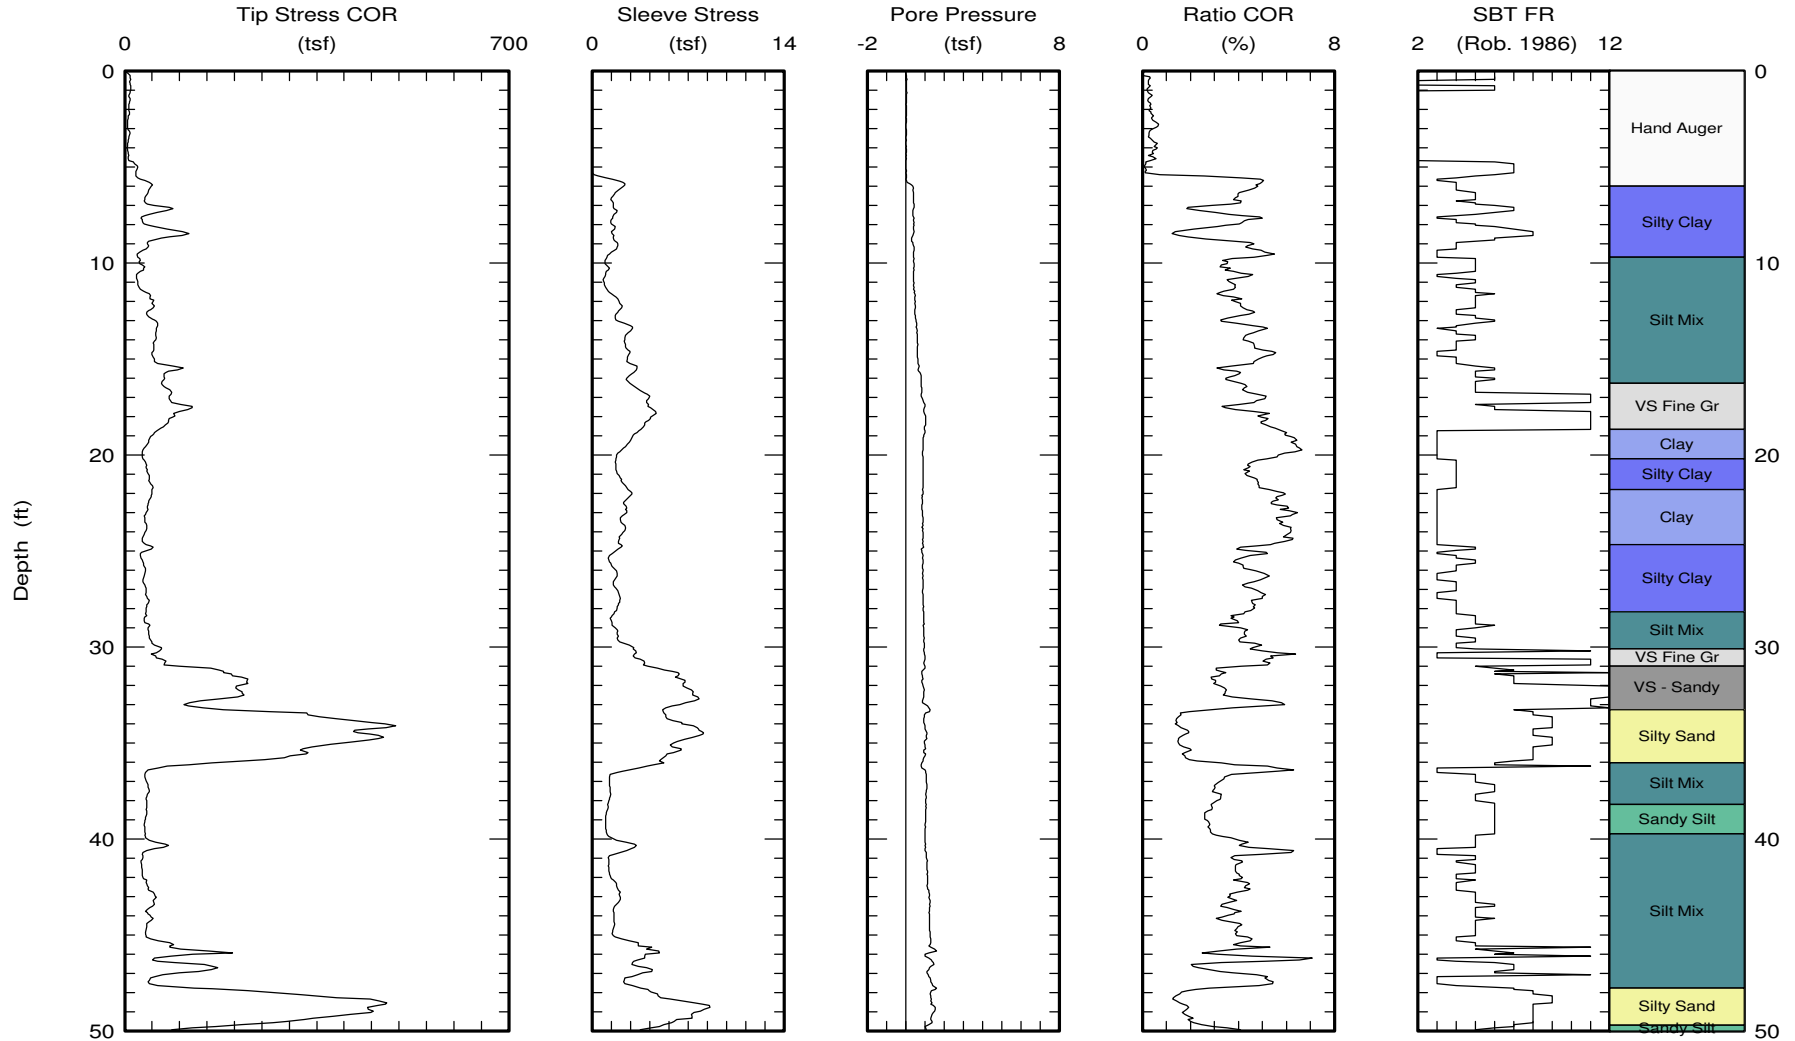 Tip Stress COR Sleeve Stress Pore Pressure Ratio COR SBT FR
0 (tsf) 700 0 (tsf) 14 -2 (tsf) 8 0 (%) 8 2 (Rob. 1986) 12
0 0
Hand Auger
Silty Clay
10 10
Silt Mix
VS Fine Gr
Clay
20 20
Silty Clay
Clay
Depth (ft)
Silty Clay
Silt Mix
30 30
VS Fine Gr
VS - Sandy
Silty Sand
Silt Mix
Sandy Silt
40 40
Silt Mix
Silty Sand
Sandy Silt
50 50